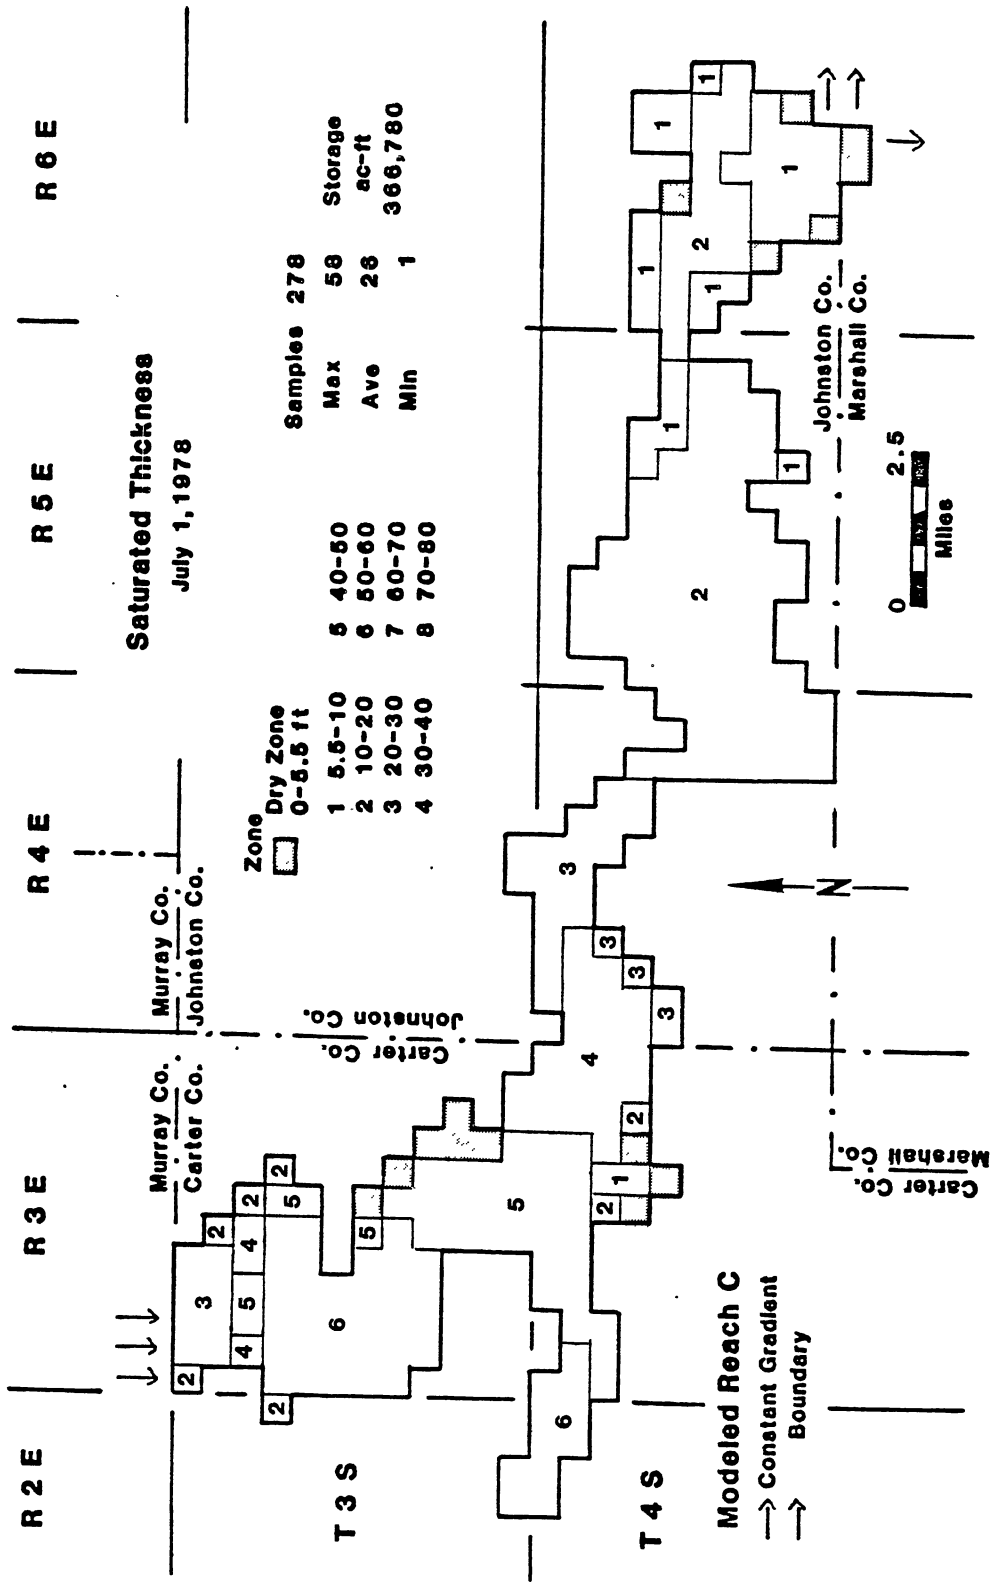 R 2 E
R 3 E
R 4 E
R 5 E
R 6 E
Saturated Thickness
July 1, 1978
Murray Co.
Carter Co.
Murray Co.
Johnston Co.
Zone
Dry Zone
0-5.5 ft
1 5.5-10
2 10-20
3 20-30
4 30-40
5 40-50
6 50-60
7 60-70
8 70-80
Samples 278
Max 58
Ave 26
Min 1
Storage
ac-ft
366,780
T 3 S
T 4 S
Carter Co.
Johnston Co.
2
3
2
4
5
4
2
2
5
2
6
5
5
6
2
1
2
4
3
3
3
3
2
1
1
1
2
1
1
1
1
Johnston Co.
Marshall Co.
Carter Co.
Marshall Co.
N
0 2.5
Miles
Modeled Reach C
Constant Gradient
Boundary